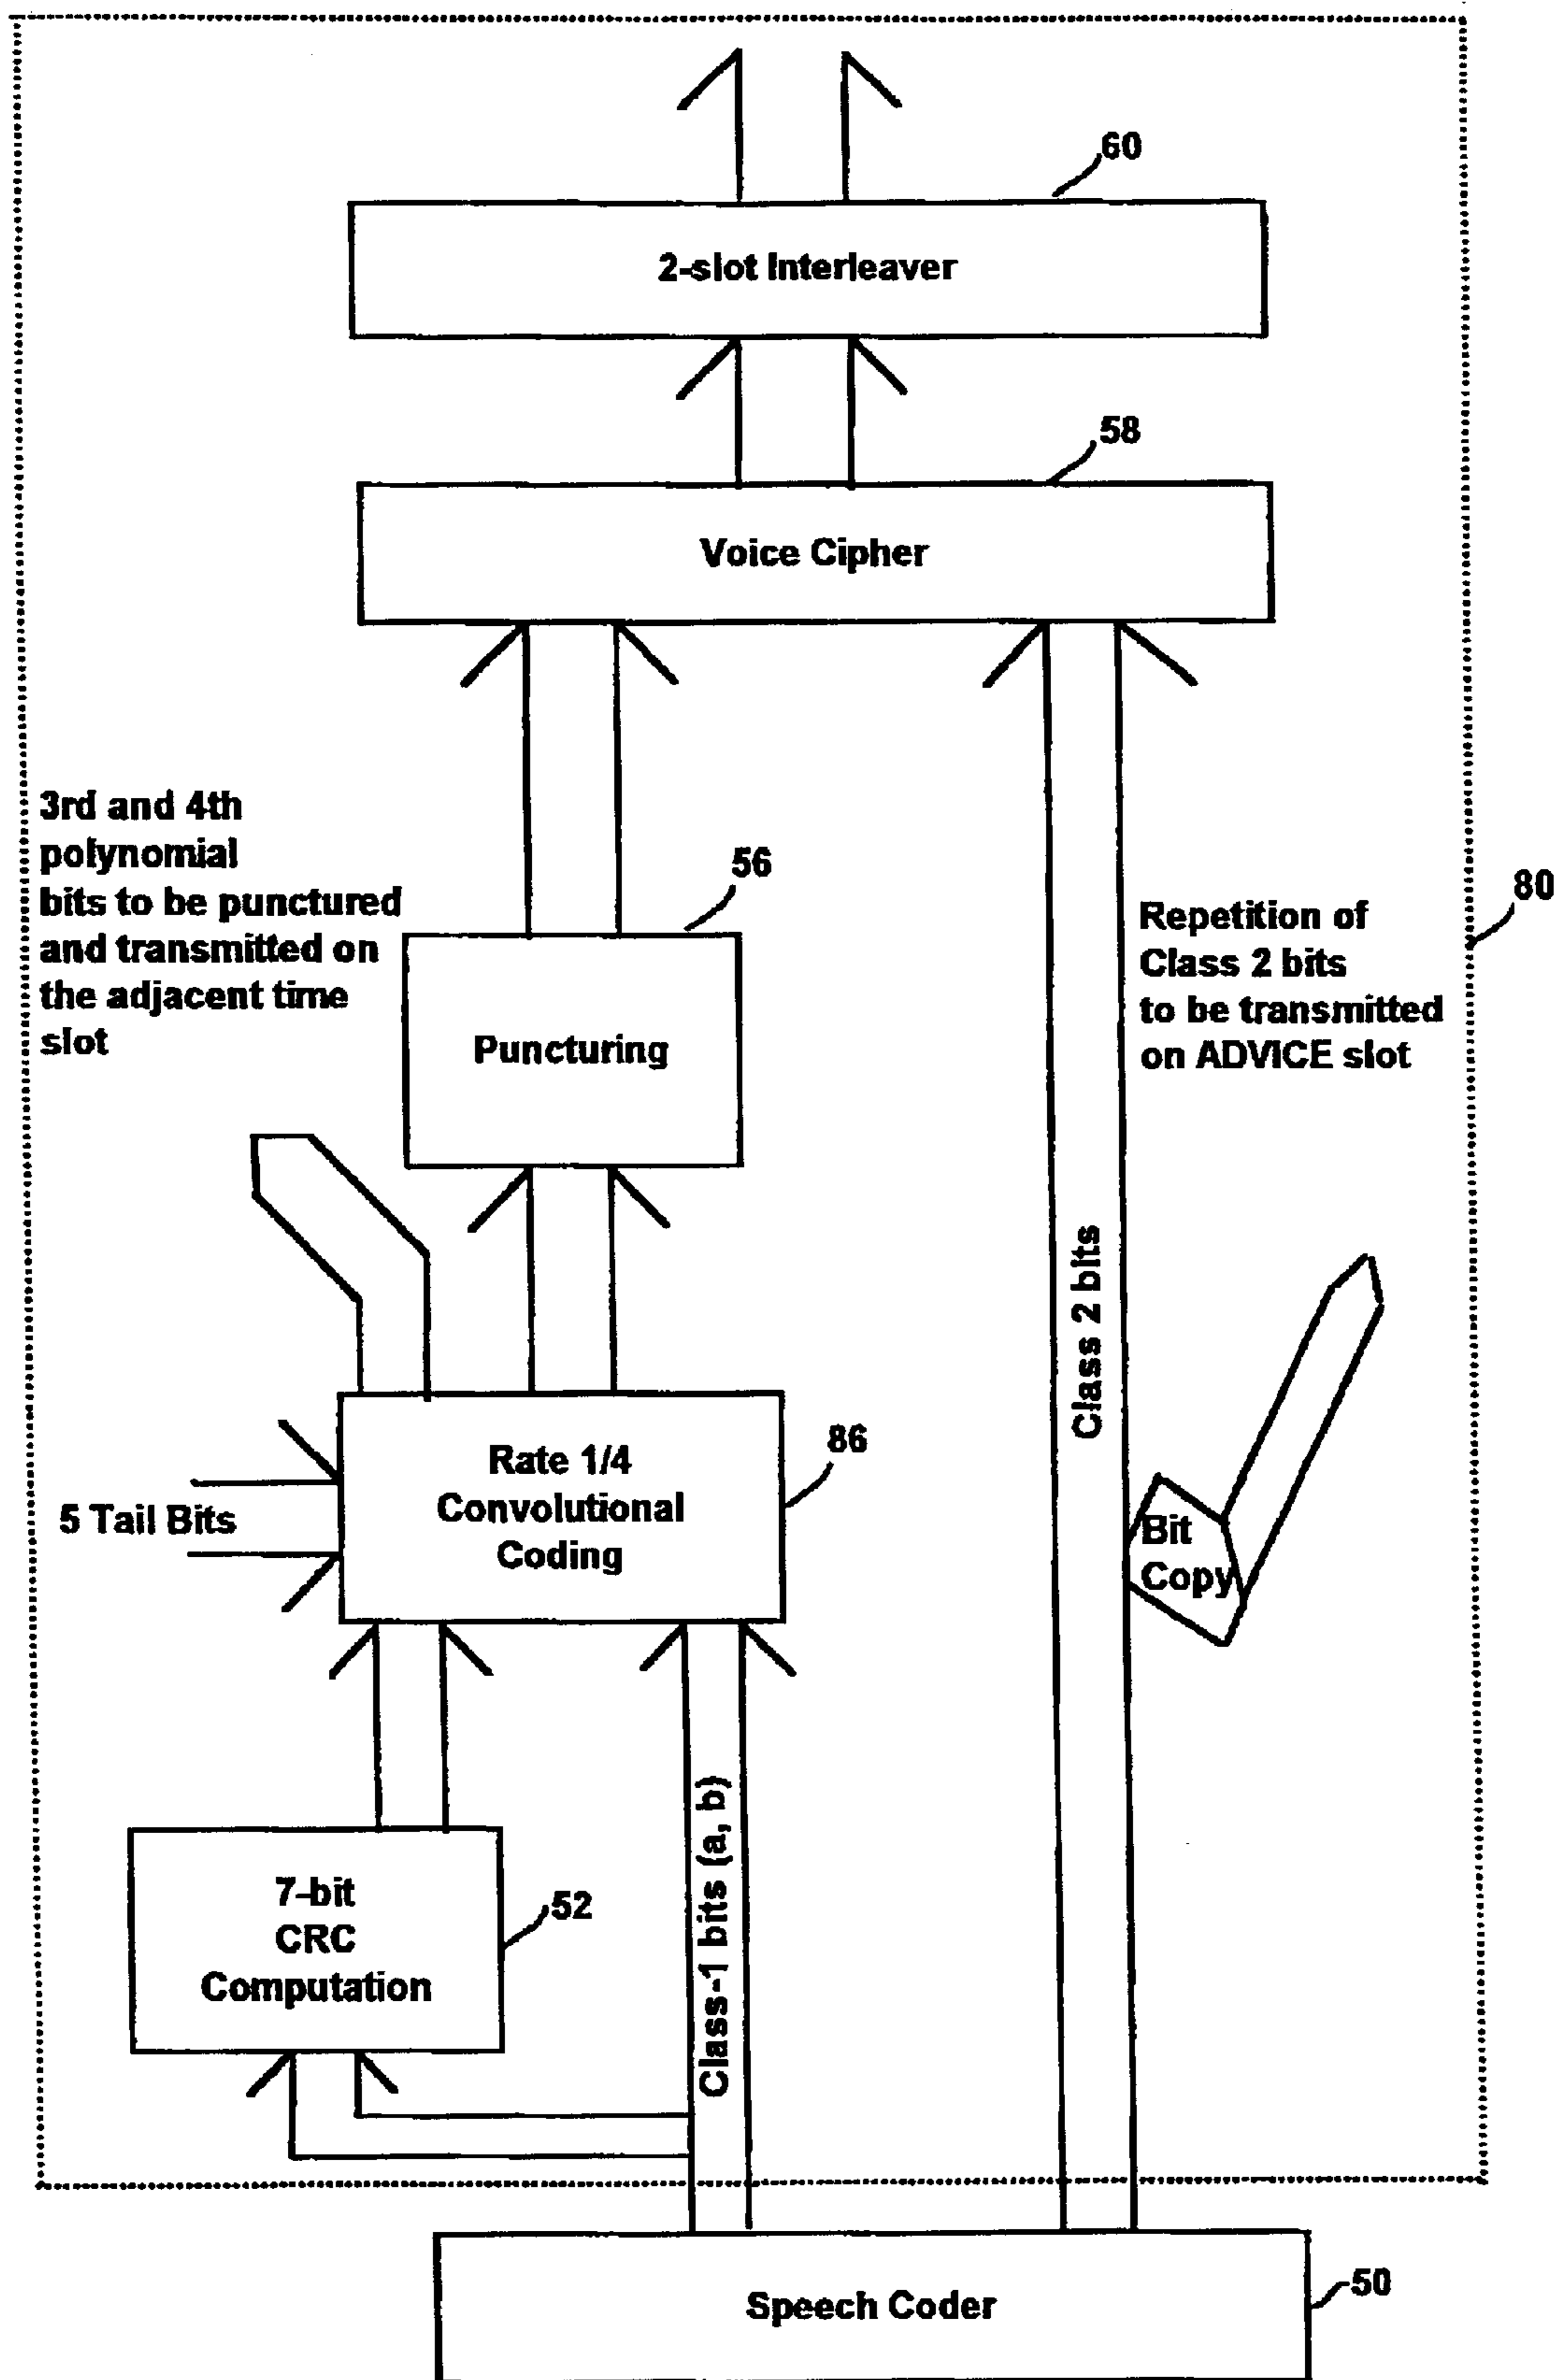 60
2-slot Interleaver
58
Voice Cipher
3rd and 4th
polynomial
bits to be punctured
and transmitted on
the adjacent time
slot
56
Puncturing
Repetition of
Class 2 bits
to be transmitted
on ADVICE slot
80
Class 2 bits
Rate 1/4
Convolutional
Coding
86
5 Tail Bits
Bit
Copy
7-bit
CRC
Computation
52
Class-1 bits (a, b)
Speech Coder
50